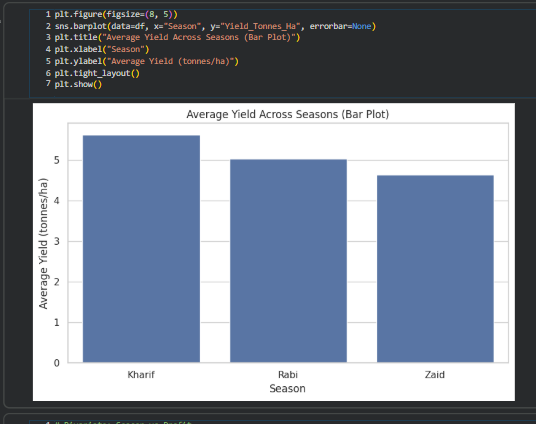 1 plt.figure(figsize=(8, 5))
2 sns.barplot(data=df, x="Season", y="Yield_Tonnes_Ha", errorbar=None)
3 plt.title("Average Yield Across Seasons (Bar Plot)")
4 plt.xlabel("Season")
5 plt.ylabel("Average Yield (tonnes/ha)")
6 plt.tight_layout()
7 plt.show()
Average Yield Across Seasons (Bar Plot)
Average Yield (tonnes/ha)
5
4
3
2
1
0
Kharif Rabi Zaid
Season